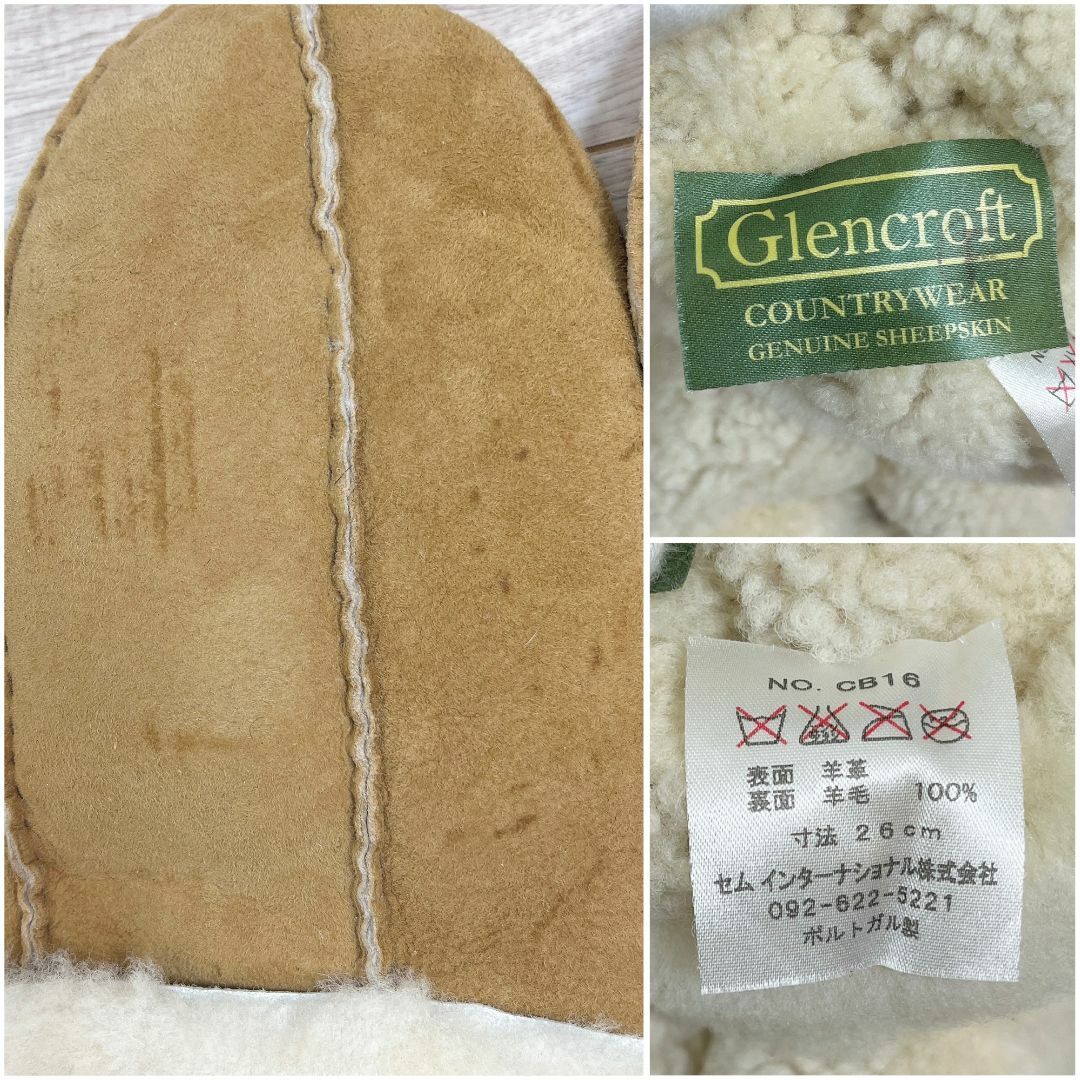 Glencroft
COUNTRYWEAR
GENUINE SHEEPSKIN
NO. CB16
表面 羊革
裏面 羊毛 100%
寸法 26cm
セム インターナショナル株式会社
092-622-5221
ポルトガル製